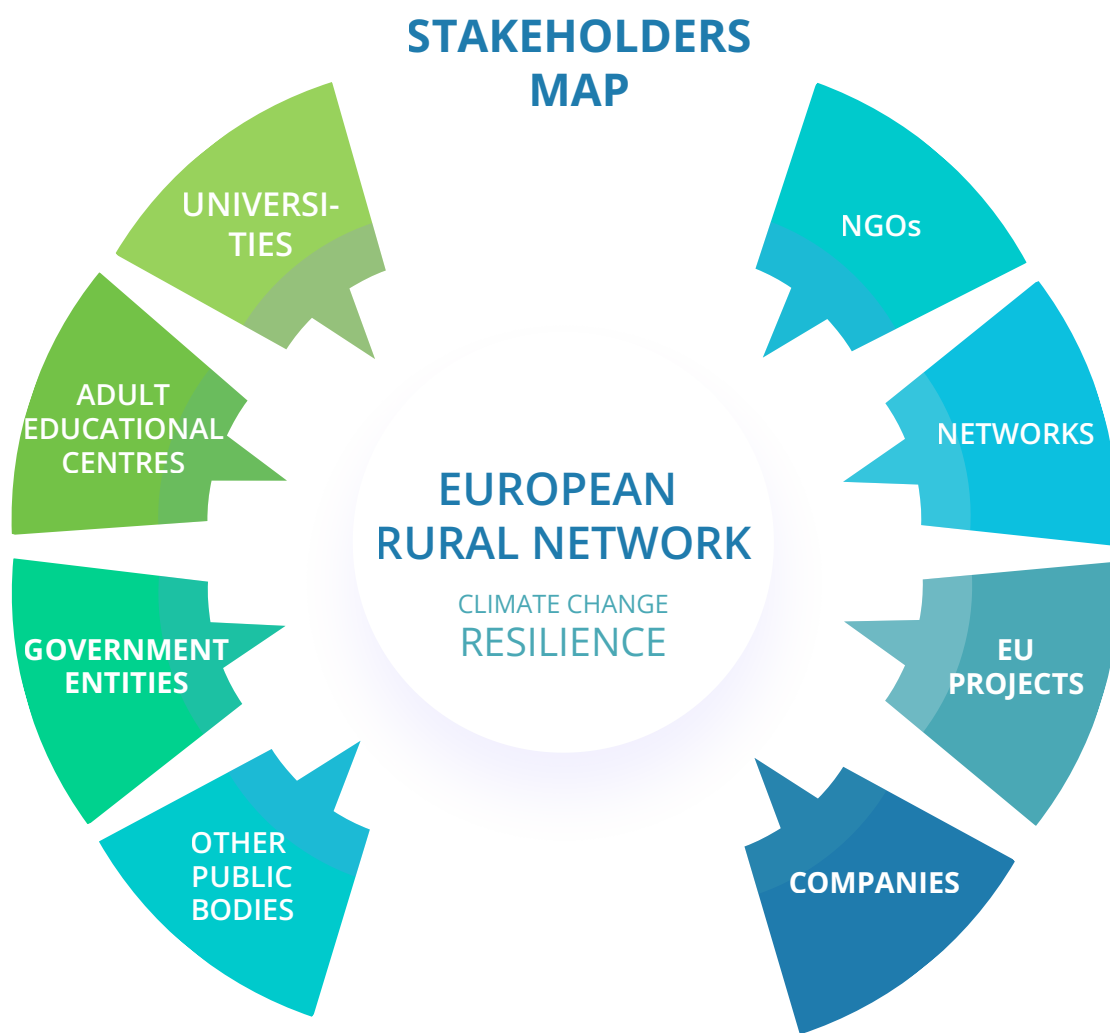 STAKEHOLDERS
MAP
UNIVERSI-
TIES
ADULT
EDUCATIONAL
CENTRES
GOVERNMENT
ENTITIES
OTHER
PUBLIC
BODIES
EUROPEAN
RURAL NETWORK
CLIMATE CHANGE
RESILIENCE
NGOs
NETWORKS
EU
PROJECTS
COMPANIES